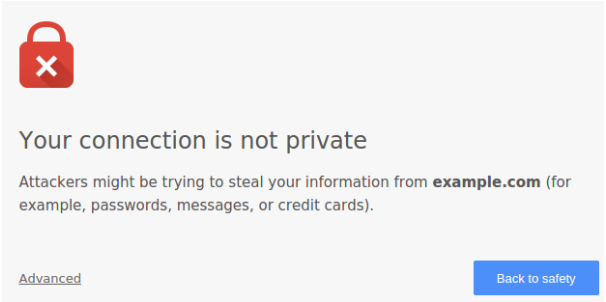 Your connection is not private
Attackers might be trying to steal your information from example.com (for
example, passwords, messages, or credit cards).
Advanced
Back to safety